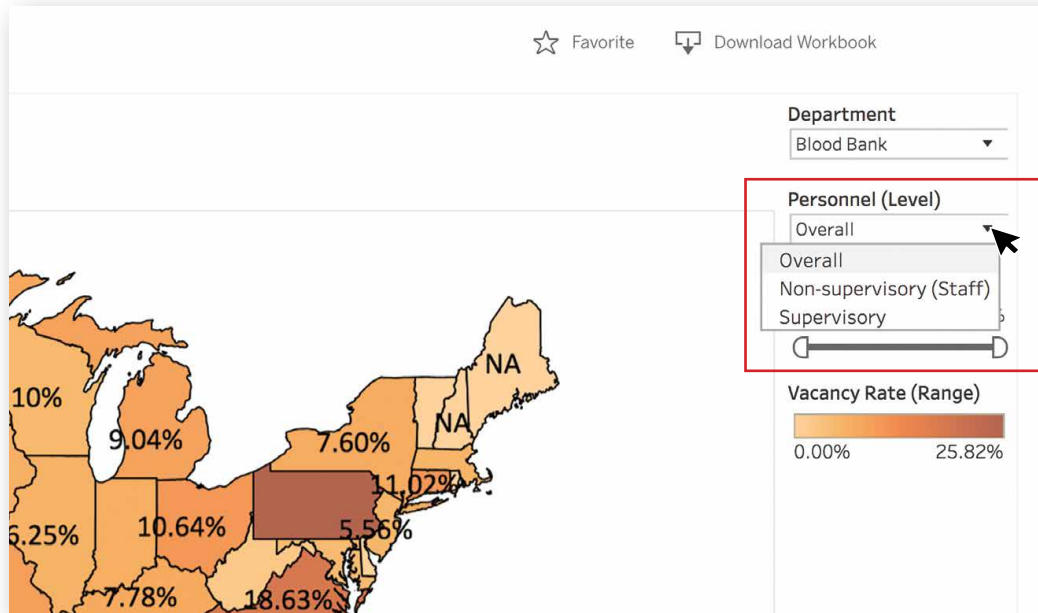 Favorite
Download Workbook
Department
Blood Bank
Personnel (Level)
Overall
Overall
Non-supervisory (Staff)
Supervisory
%
Vacancy Rate (Range)
0.00%
25.82%
NA
10%
NA
9.04%
7.60%
11.02%
10.64%
5.56%
6.25%
7.78%
18.63%